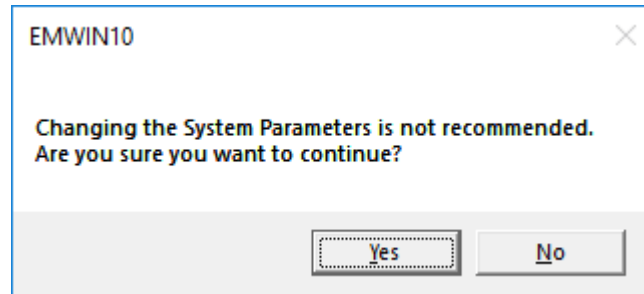 EMWIN10
Changing the System Parameters is not recommended.
Are you sure you want to continue?
Yes
No